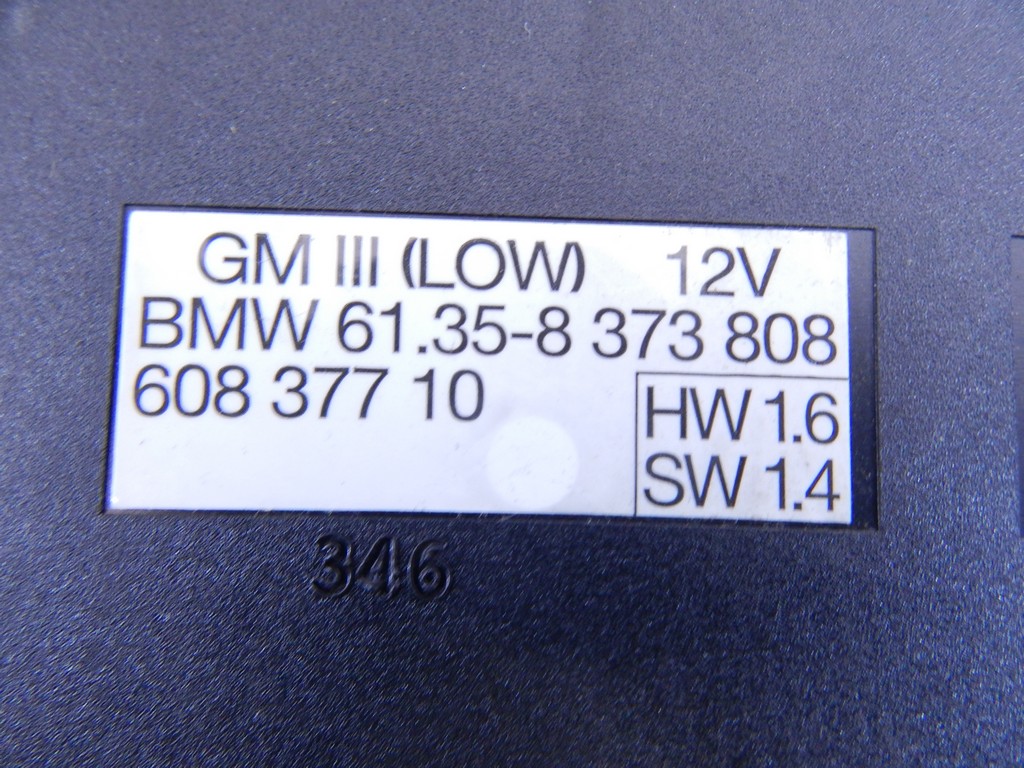 GM III (LOW) 12V
BMW 61.35-8 373 808
608 377 10
HW 1.6
SW 1.4
346